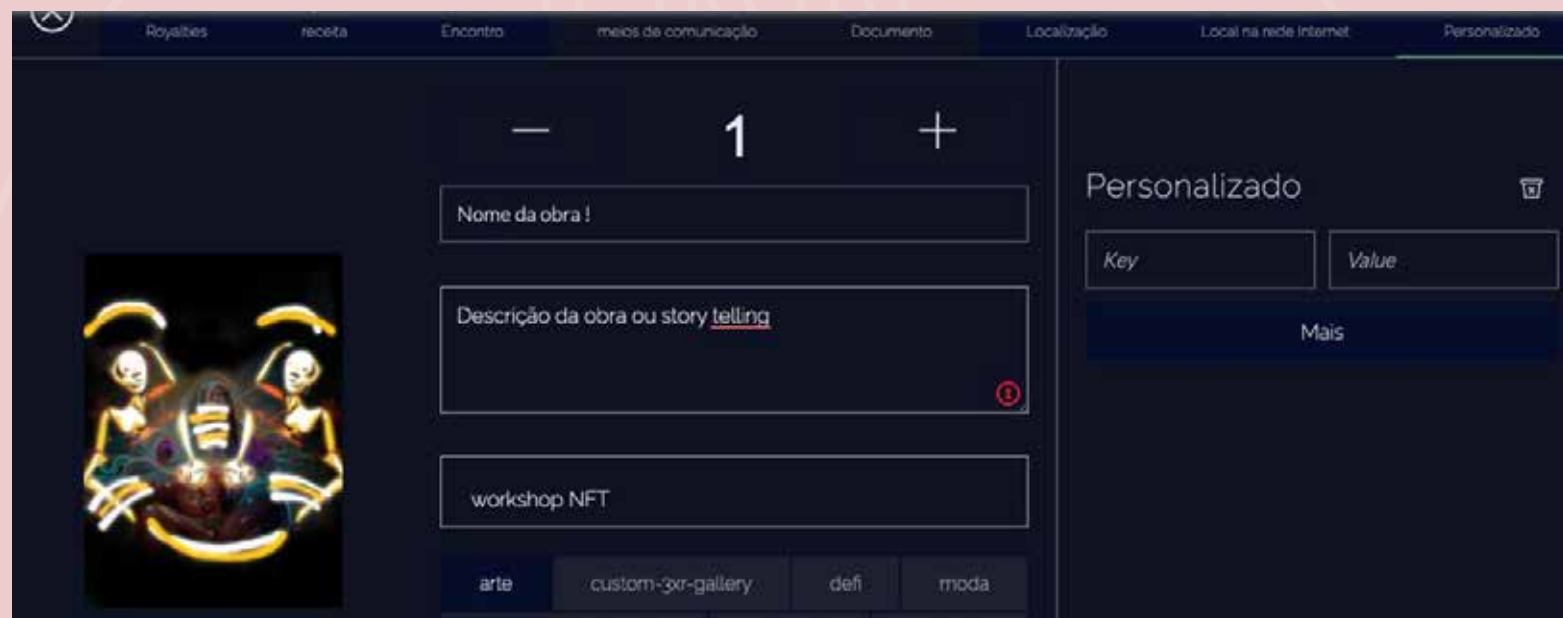 Royalties receita Encontro meios de comunicação Documento Localização Local na rede Internet Personalizado
1
Nome da obra !
Descrição da obra ou story telling
workshop NFT
arte custom-3xr-gallery defi moda
Personalizado
Key Value
Mais